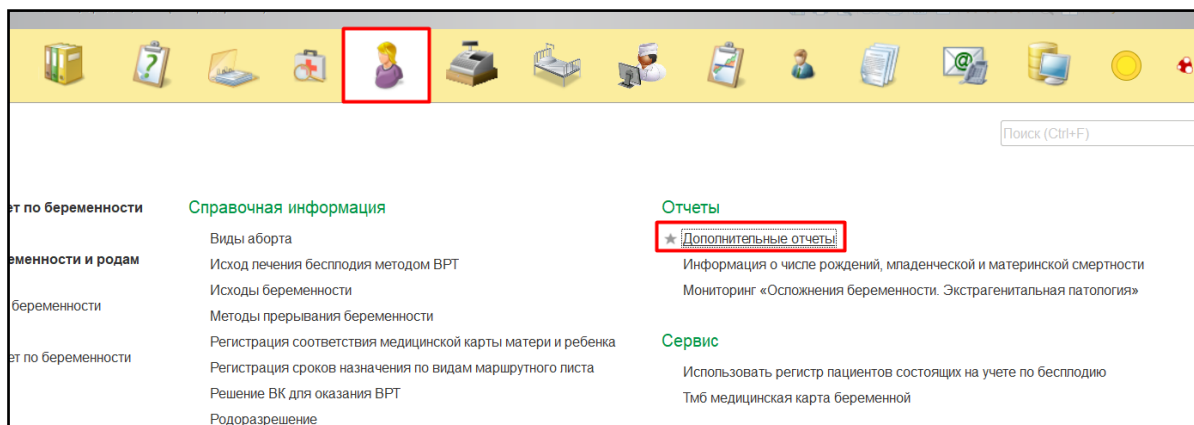 Поиск (Ctrl+F)
ет по беременности
еменности и родам
беременности
ет по беременности
Справочная информация
Виды аборта
Исход лечения бесплодия методом ВРТ
Исходы беременности
Методы прерывания беременности
Регистрация соответствия медицинской карты матери и ребенка
Регистрация сроков назначения по видам маршрутного листа
Решение ВК для оказания ВРТ
Родоразрешение
Отчеты
Дополнительные отчеты
Информация о числе рождений, младенческой и материнской смертности
Мониторинг «Осложнения беременности. Экстрагенитальная патология»
Сервис
Использовать регистр пациентов состоящих на учете по бесплодию
Тмб медицинская карта беременной